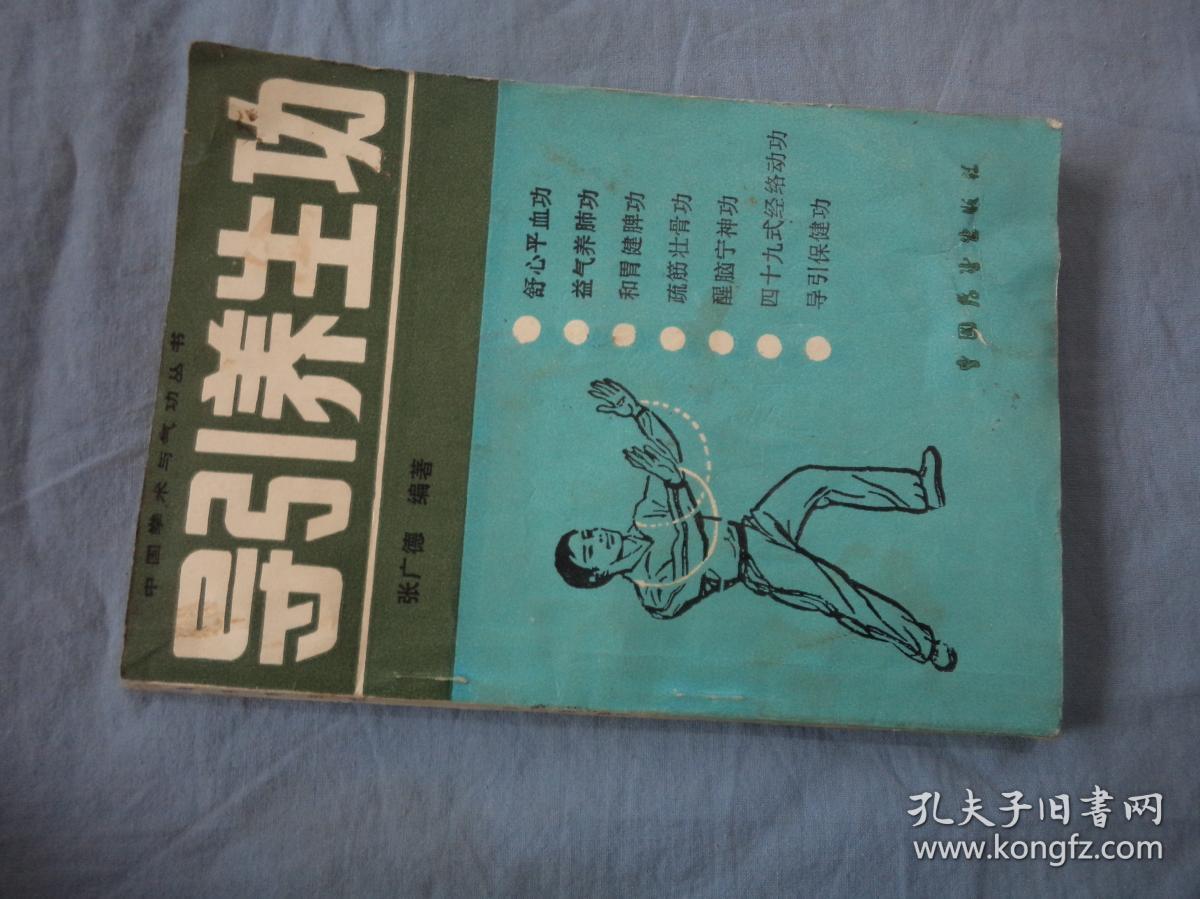 中国拳术与气功丛书
导引养生功
张广德 编著
舒心平血功
益气养肺功
和胃健脾功
疏筋壮骨功
醒脑宁神功
四十九式经络动功
导引保健功
中国展望出版社
孔夫子旧书网
www.kongfz.com